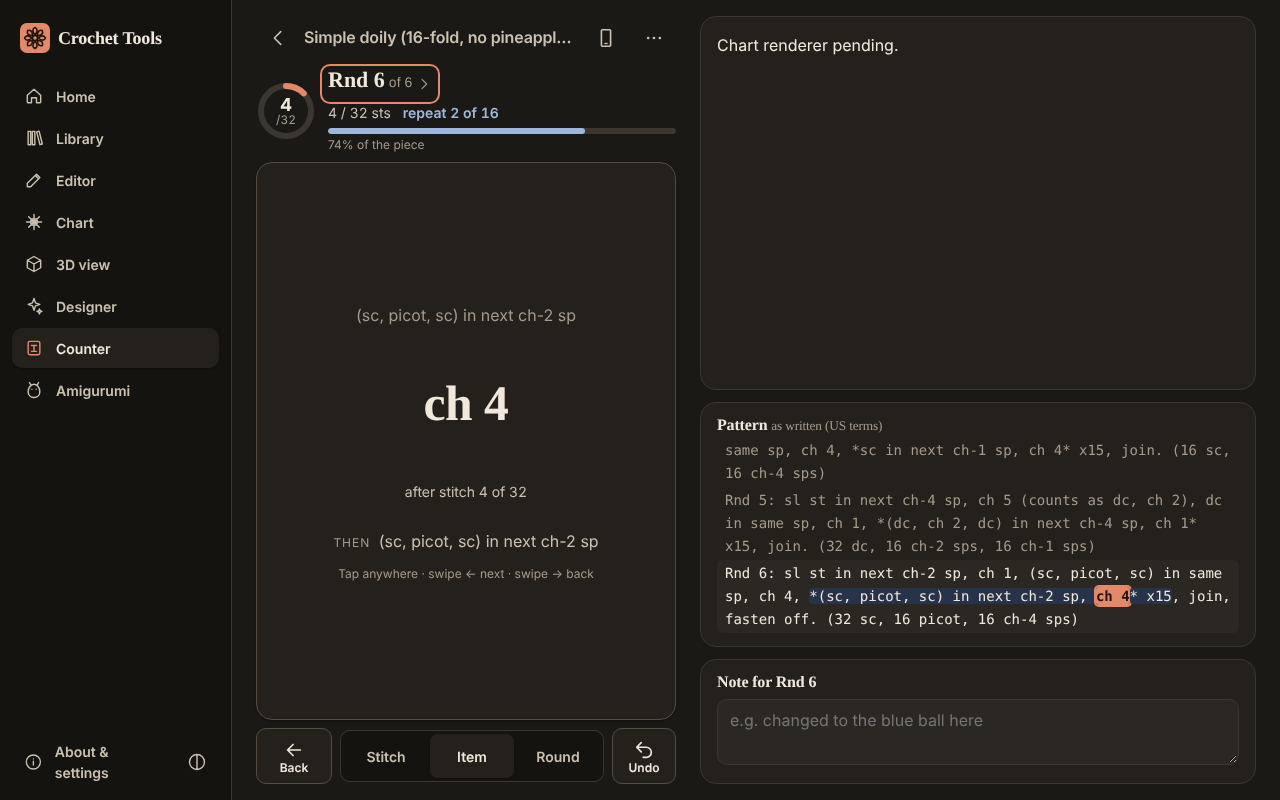 Crochet Tools
Home
Library
Editor
Chart
3D view
Designer
Counter
Amigurumi
About &
settings
Simple doily (16-fold, no pineappl...
4
/32
Rnd 6 of 6
4 / 32 sts repeat 2 of 16
74% of the piece
(sc, picot, sc) in next ch-2 sp
ch 4
after stitch 4 of 32
THEN (sc, picot, sc) in next ch-2 sp
Tap anywhere · swipe ← next · swipe → back
Back
Stitch
Item
Round
Undo
Chart renderer pending.
Pattern as written (US terms)
same sp, ch 4, *sc in next ch-1 sp, ch 4* x15, join. (16 sc,
16 ch-4 sps)
Rnd 5: sl st in next ch-4 sp, ch 5 (counts as dc, ch 2), dc
in same sp, ch 1, *(dc, ch 2, dc) in next ch-4 sp, ch 1*
x15, join. (32 dc, 16 ch-2 sps, 16 ch-1 sps)
Rnd 6: sl st in next ch-2 sp, ch 1, (sc, picot, sc) in same
sp, ch 4, *(sc, picot, sc) in next ch-2 sp, ch 4* x15, join,
fasten off. (32 sc, 16 picot, 16 ch-4 sps)
Note for Rnd 6
e.g. changed to the blue ball here